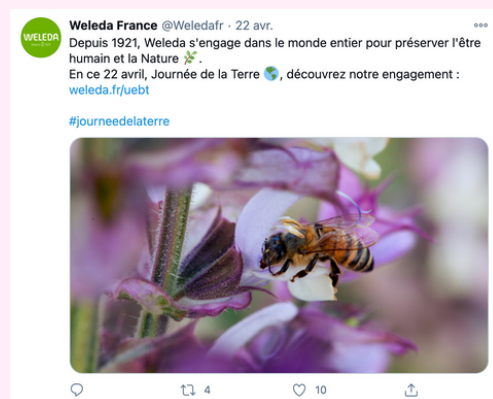 WELEDA
Weleda France @Weledafr · 22 avr.
Depuis 1921, Weleda s'engage dans le monde entier pour préserver l'être
humain et la Nature 🌿.
En ce 22 avril, Journée de la Terre 🌎, découvrez notre engagement :
weleda.fr/uebt
#journeedelaterre
4
10